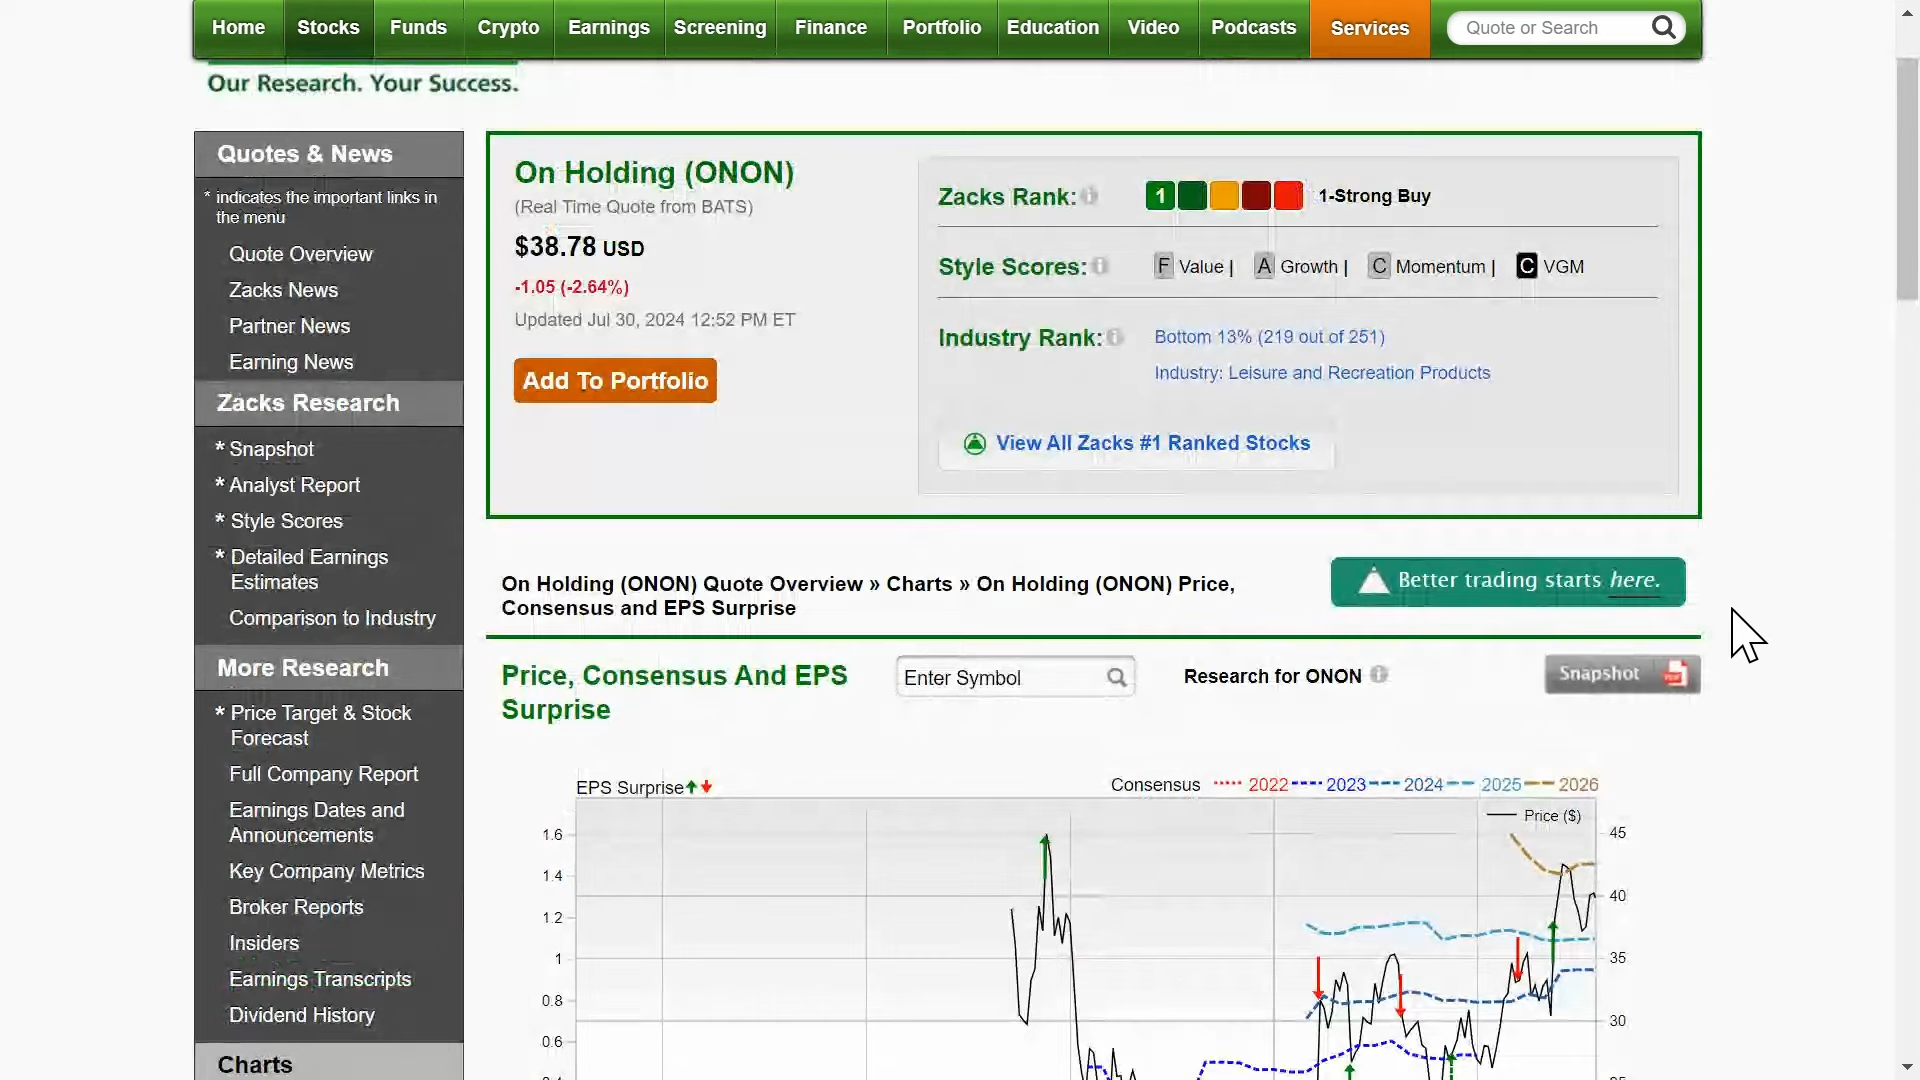 Home Stocks Funds Crypto Earnings Screening Finance Portfolio Education Video Podcasts Services Quote or Search
Our Research. Your Success.
Quotes & News
* indicates the important links in
the menu
Quote Overview
Zacks News
Partner News
Earning News
Zacks Research
* Snapshot
* Analyst Report
* Style Scores
* Detailed Earnings
Estimates
Comparison to Industry
More Research
* Price Target & Stock
Forecast
Full Company Report
Earnings Dates and
Announcements
Key Company Metrics
Broker Reports
Insiders
Earnings Transcripts
Dividend History
Charts
On Holding (ONON)
(Real Time Quote from BATS)
$38.78 USD
-1.05 (-2.64%)
Updated Jul 30, 2024 12:52 PM ET
Add To Portfolio
Zacks Rank: 1 1-Strong Buy
Style Scores: F Value | A Growth | C Momentum | C VGM
Industry Rank: Bottom 13% (219 out of 251)
Industry: Leisure and Recreation Products
View All Zacks #1 Ranked Stocks
On Holding (ONON) Quote Overview » Charts » On Holding (ONON) Price,
Consensus and EPS Surprise
Better trading starts here.
Price, Consensus And EPS
Surprise
Enter Symbol
Research for ONON
Snapshot
EPS Surprise
Consensus 2022 2023 2024 2025 2026
Price ($)
1.6 45
1.4 40
1.2
1 35
0.8 30
0.6